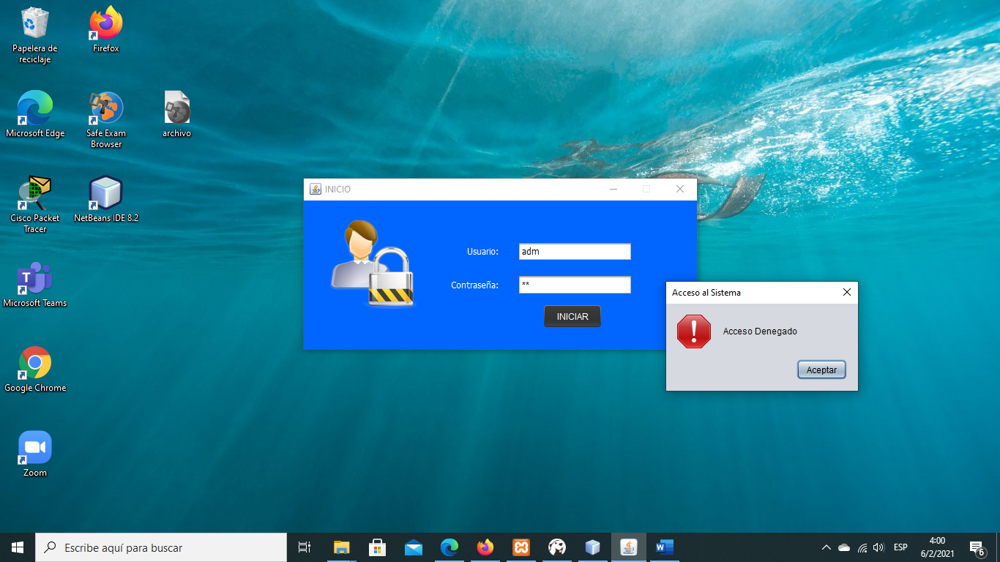 Papelera de
reciclaje
Firefox
Microsoft Edge
Safe Exam
Browser
archivo
Cisco Packet
Tracer
NetBeans IDE 8.2
Microsoft Teams
Google Chrome
Zoom
INICIO
Usuario:
adm
Contraseña:
**
INICIAR
Acceso al Sistema
Acceso Denegado
Aceptar
Escribe aquí para buscar
ESP
4:00
6/2/2021
6